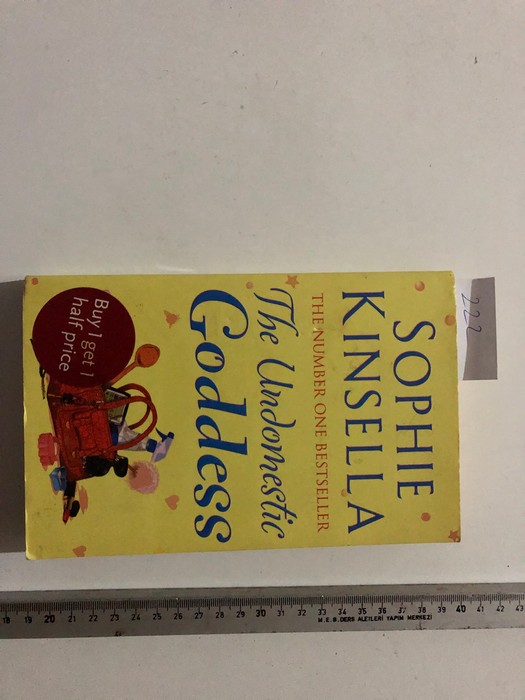 SOPHIE
KINSELLA
THE NUMBER ONE BESTSELLER
The Undomestic
Goddess
Buy 1 get 1
half price
222
18 19 20 21 22 23 24 25 26 27 28 29 30 31 32 33 34 35 36 37 38 39 40 41 42 43
M.E.B. DERS ALETLERİ YAPIM MERKEZİ